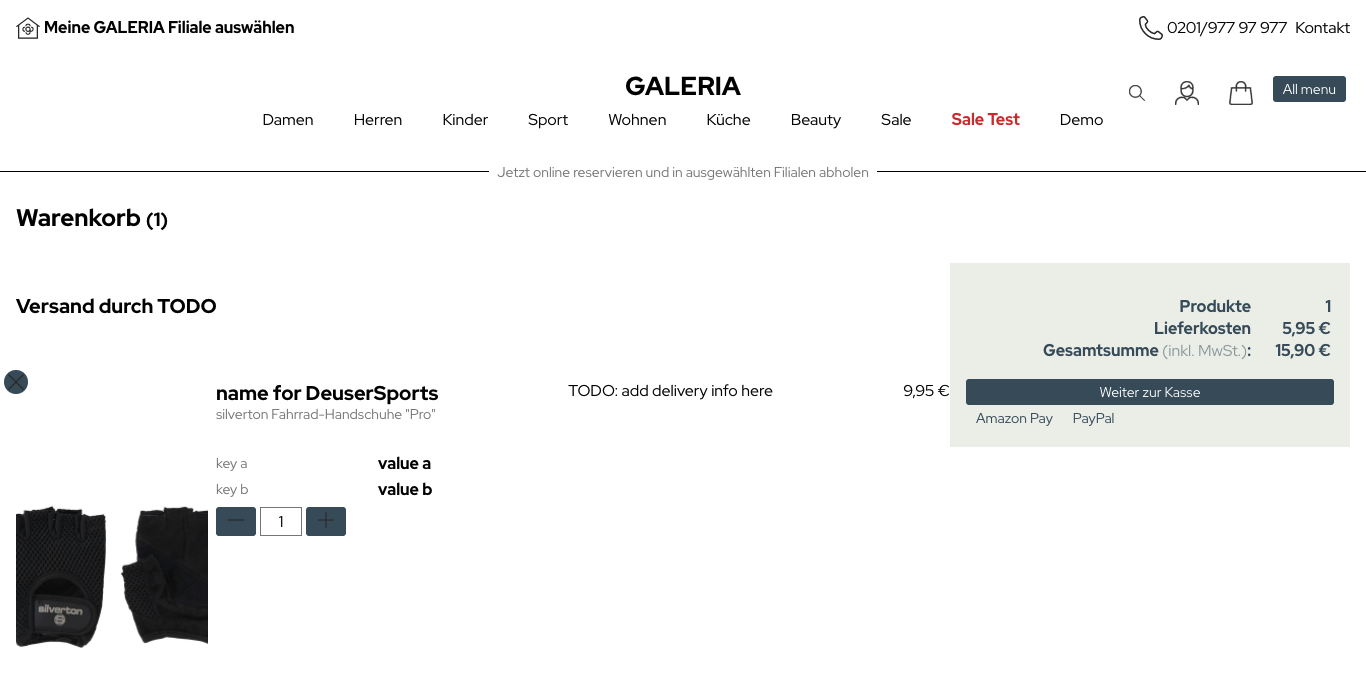 Meine GALERIA Filiale auswählen
0201/977 97 977 Kontakt
GALERIA
All menu
Damen Herren Kinder Sport Wohnen Küche Beauty Sale Sale Test Demo
Jetzt online reservieren und in ausgewählten Filialen abholen
Warenkorb (1)
Versand durch TODO
name for DeuserSports
silverton Fahrrad-Handschuhe "Pro"
TODO: add delivery info here
9,95 €
key a value a
key b value b
1
silverton
Produkte 1
Lieferkosten 5,95 €
Gesamtsumme (inkl. MwSt.): 15,90 €
Weiter zur Kasse
Amazon Pay PayPal